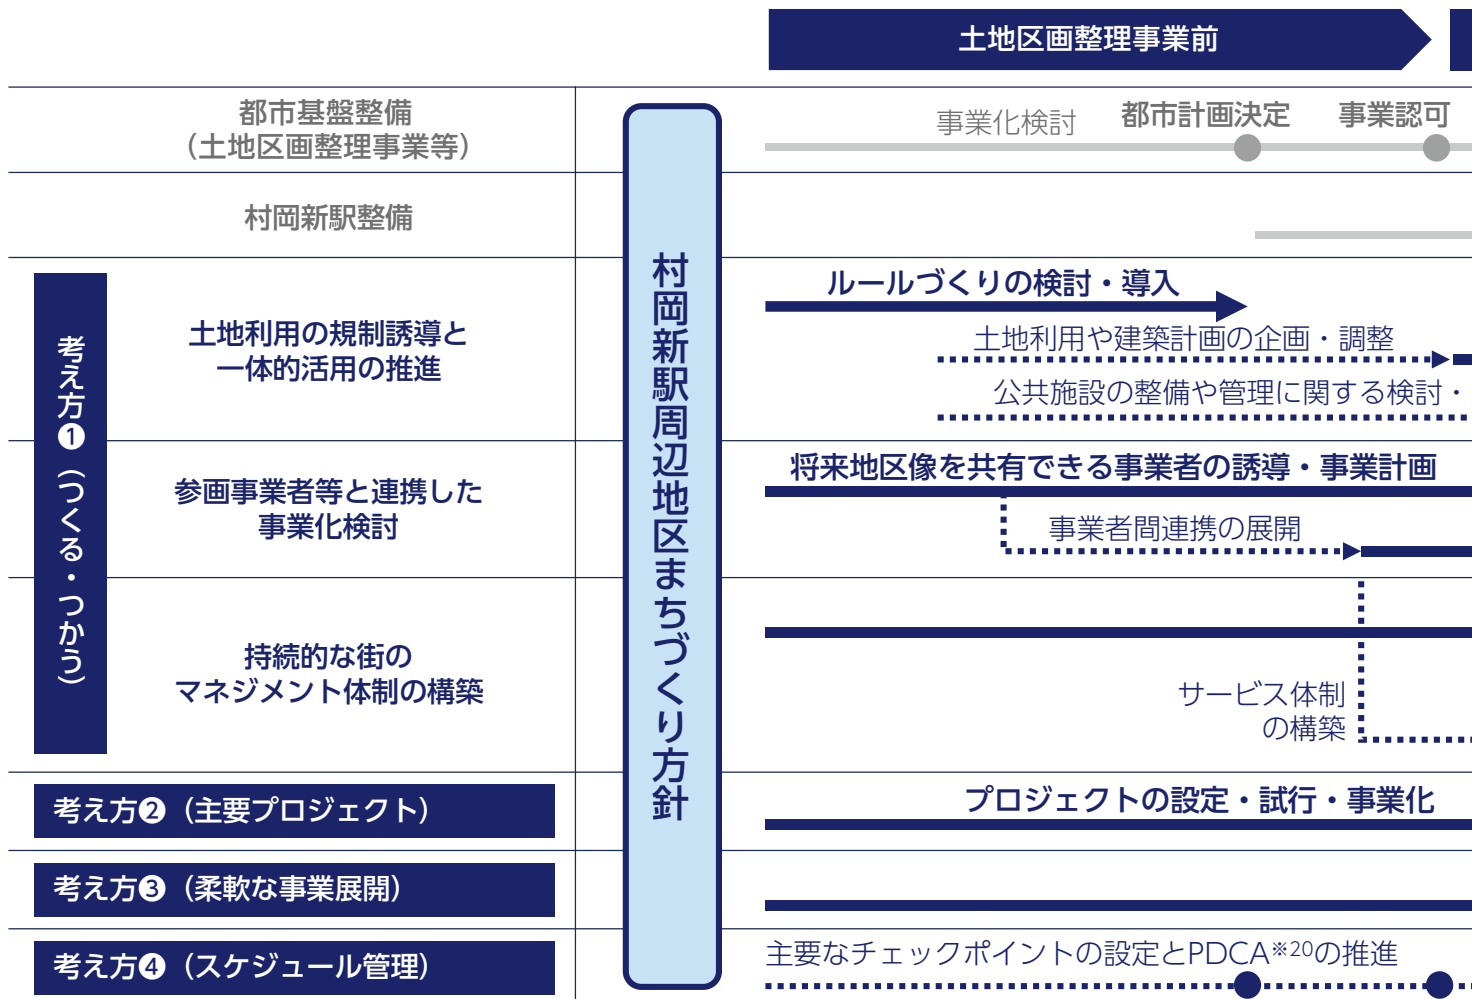 土地区画整理事業前
都市基盤整備
（土地区画整理事業等）
事業化検討
都市計画決定
事業認可
村岡新駅整備
村岡新駅周辺地区まちづくり方針
考え方❶（つくる・つかう）
土地利用の規制誘導と
一体的活用の推進
ルールづくりの検討・導入
土地利用や建築計画の企画・調整
公共施設の整備や管理に関する検討・
参画事業者等と連携した
事業化検討
将来地区像を共有できる事業者の誘導・事業計画
事業者間連携の展開
持続的な街の
マネジメント体制の構築
サービス体制
の構築
考え方❷（主要プロジェクト）
プロジェクトの設定・試行・事業化
考え方❸（柔軟な事業展開）
考え方❹（スケジュール管理）
主要なチェックポイントの設定とPDCA※20の推進